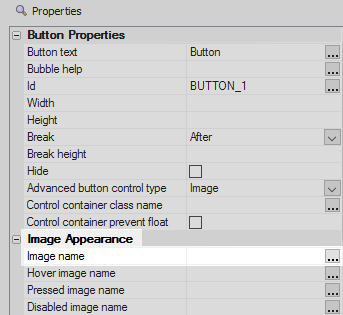 Properties
Button Properties
Button text Button ...
Bubble help
Id BUTTON_1 ...
Width
Height
Break After
Break height
Hide
Advanced button control type Image
Control container class name ...
Control container prevent float
Image Appearance
Image name ...
Hover image name ...
Pressed image name ...
Disabled image name ...